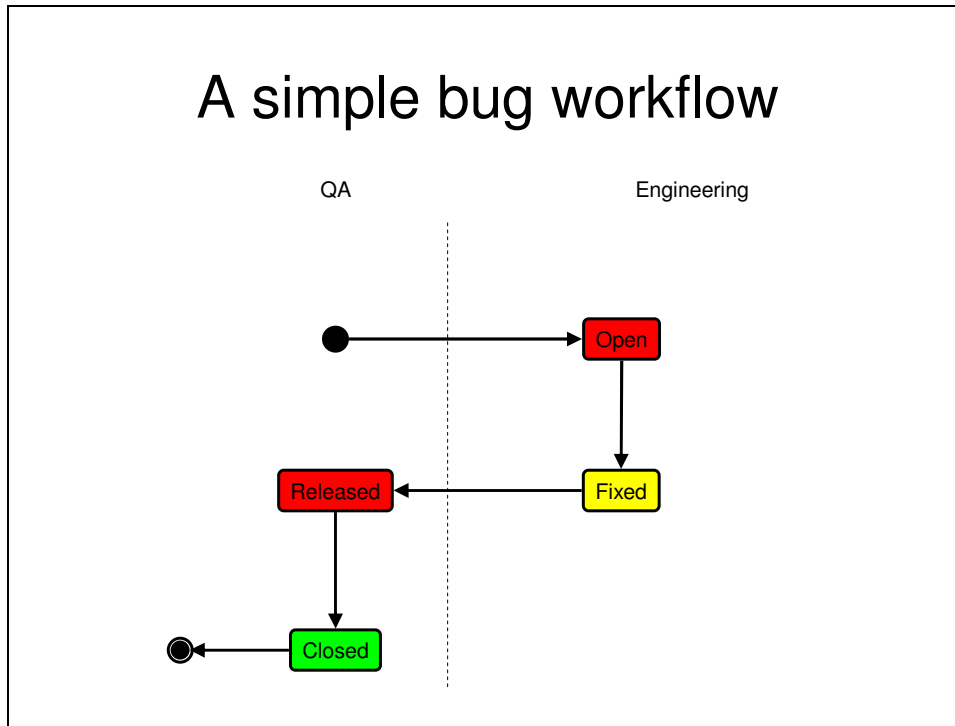 A simple bug workflow
QA
Engineering
Open
Released
Fixed
Closed